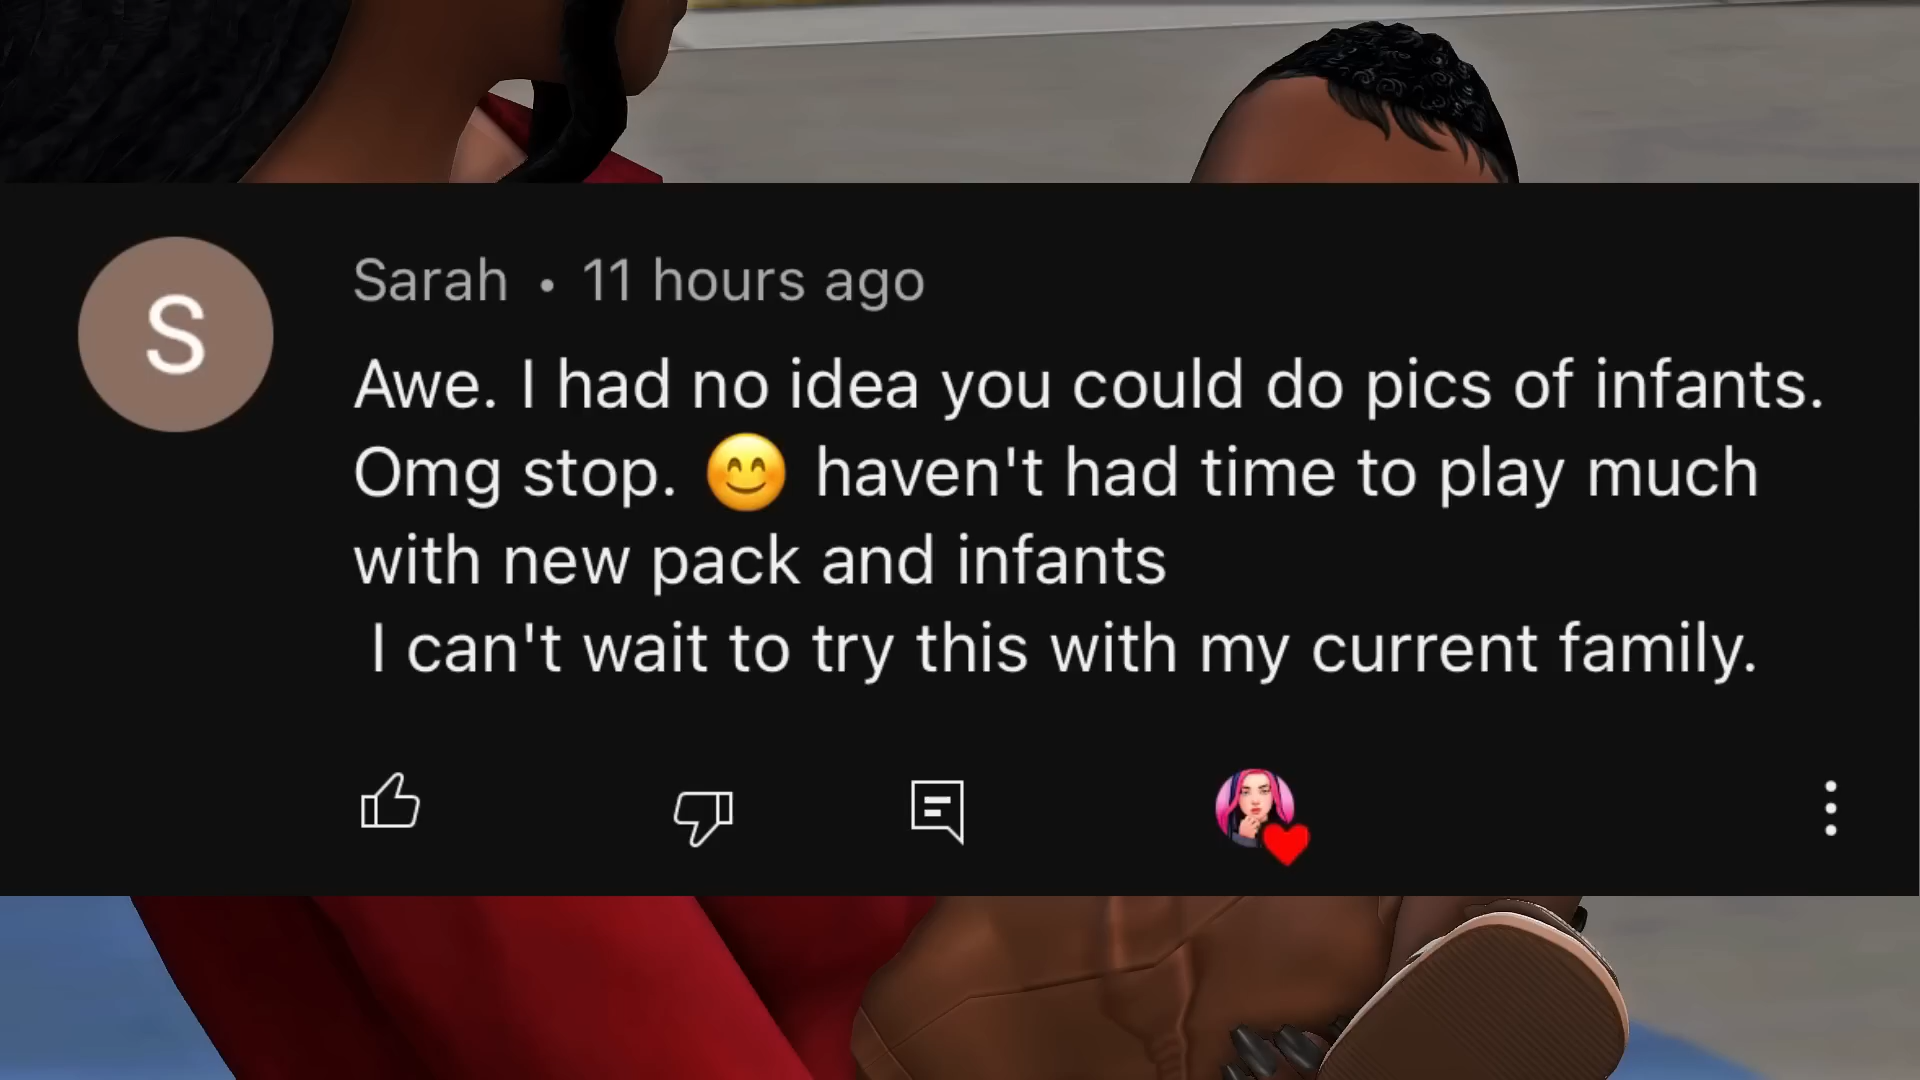 S
Sarah • 11 hours ago
Awe. I had no idea you could do pics of infants.
Omg stop. 😊 haven't had time to play much
with new pack and infants
I can't wait to try this with my current family.